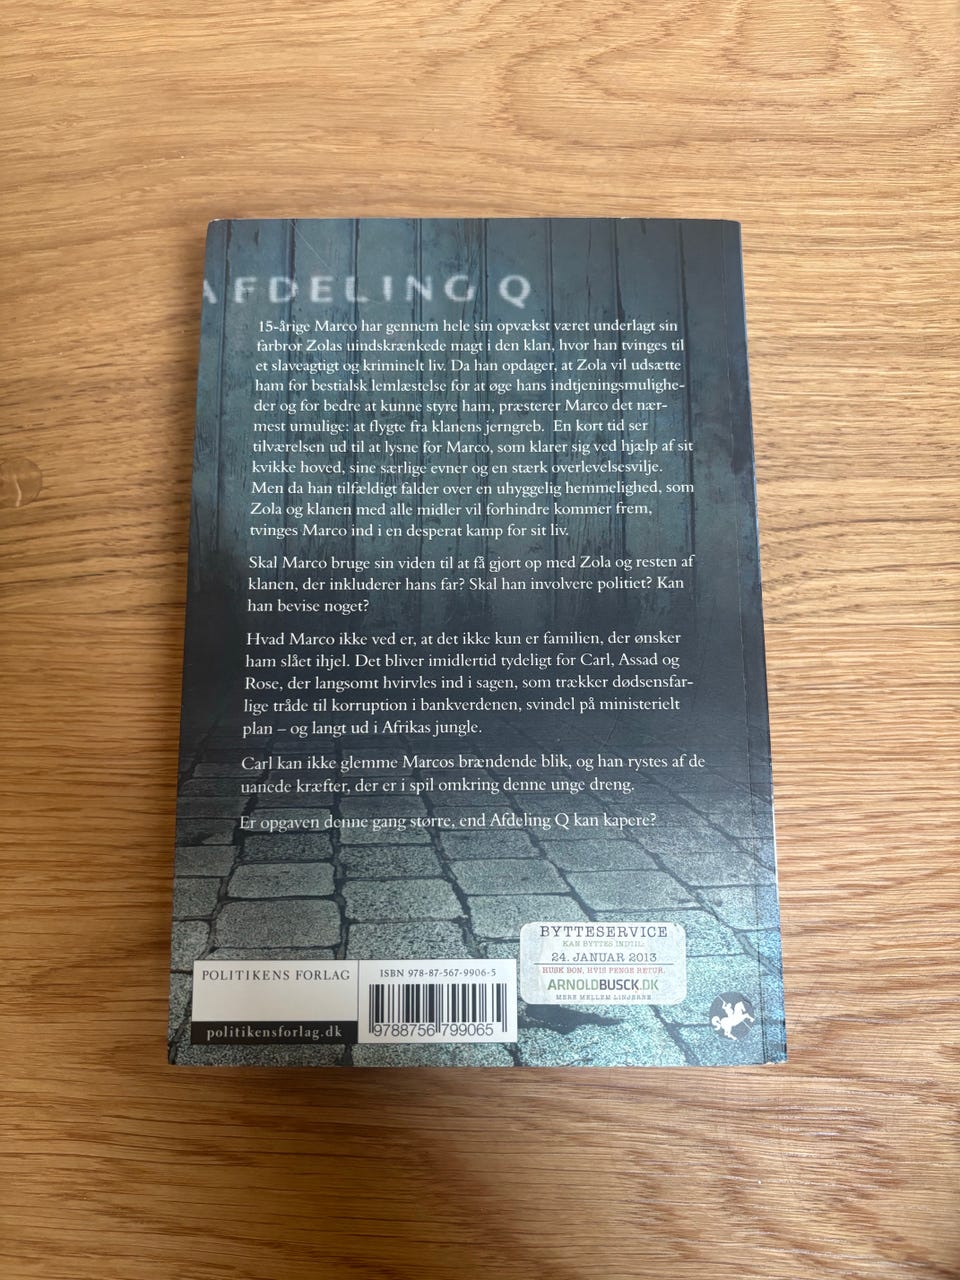 AFDELING Q
15-årige Marco har gennem hele sin opvækst været underlagt sin
farbror Zolas uindskrænkede magt i den klan, hvor han tvinges til
et slaveagtigt og kriminelt liv. Da han opdager, at Zola vil udsætte
ham for bestialsk lemlæstelse for at øge hans indtjeningsmulighe-
der og for bedre at kunne styre ham, præsterer Marco det nær-
mest umulige: at flygte fra klanens jerngreb. En kort tid ser
tilværelsen ud til at lysne for Marco, som klarer sig ved hjælp af sit
kvikke hoved, sine særlige evner og en stærk overlevelsesvilje.
Men da han tilfældigt falder over en uhyggelig hemmelighed, som
Zola og klanen med alle midler vil forhindre kommer frem,
tvinges Marco ind i en desperat kamp for sit liv.
Skal Marco bruge sin viden til at få gjort op med Zola og resten af
klanen, der inkluderer hans far? Skal han involvere politiet? Kan
han bevise noget?
Hvad Marco ikke ved er, at det ikke kun er familien, der ønsker
ham slået ihjel. Det bliver imidlertid tydeligt for Carl, Assad og
Rose, der langsomt hvirvles ind i sagen, som trækker dødsensfar-
lige tråde til korruption i bankverdenen, svindel på ministerielt
plan – og langt ud i Afrikas jungle.
Carl kan ikke glemme Marcos brændende blik, og han rystes af de
uanede kræfter, der er i spil omkring denne unge dreng.
Er opgaven denne gang større, end Afdeling Q kan kapere?
POLITIKENS FORLAG
politikensforlag.dk
ISBN 978-87-567-9906-5
9788756799065
BYTTESERVICE
KAN BYTTES INDTIL:
24. JANUAR 2013
HUSK BON, HVIS PENGE RETUR.
ARNOLDBUSCK.DK
MERE MELLEM LINJERNE